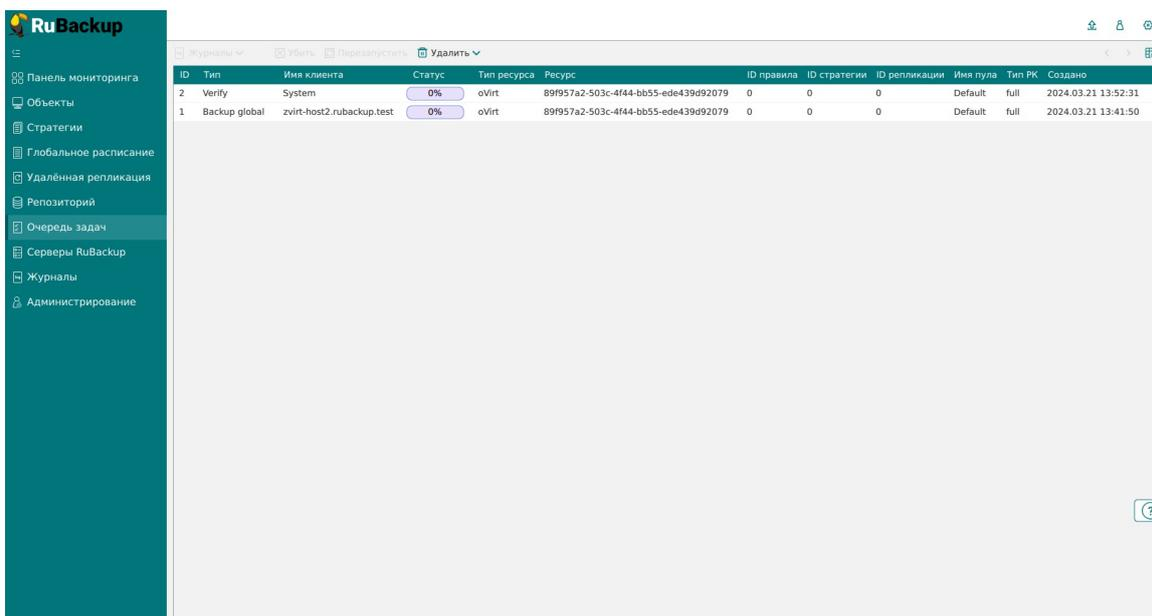 RuBackup
Журналы Убить Перезапустить Удалить
Панель мониторинга
Объекты
Стратегии
Глобальное расписание
Удалённая репликация
Репозиторий
Очередь задач
Серверы RuBackup
Журналы
Администрирование
ID Тип Имя клиента Статус Тип ресурса Ресурс ID правила ID стратегии ID репликации Имя пула Тип РК Создано
2 Verify System 0% oVirt 89f957a2-503c-4f44-bb55-ede439d92079 0 0 0 Default full 2024.03.21 13:52:31
1 Backup global zvirt-host2.rubackup.test 0% oVirt 89f957a2-503c-4f44-bb55-ede439d92079 0 0 0 Default full 2024.03.21 13:41:50
?